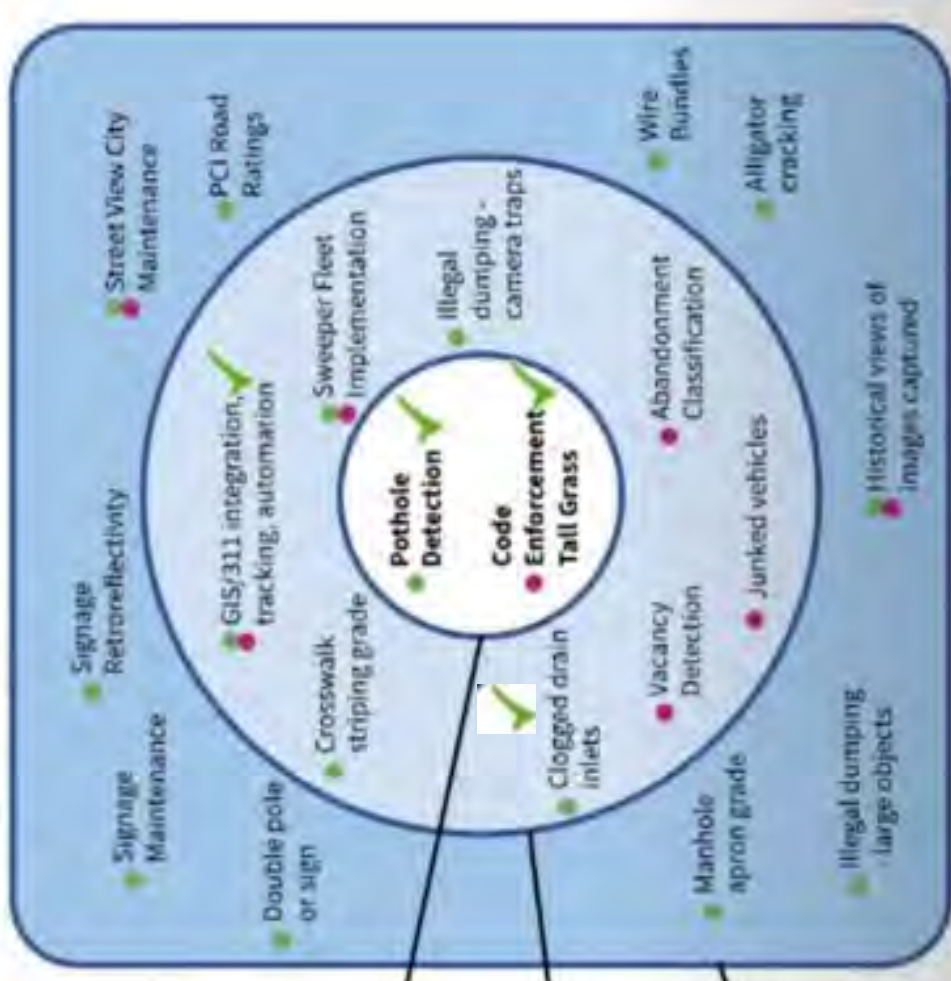 Signage
Maintenance
Signage
Retroreflectivity
Street View City
Maintenance
PCI Road
Ratings
Double pole
or sign
GIS/311 integration,
tracking, automation
Sweeper Fleet
Implementation
Crosswalk
striping grade
Illegal
dumping -
camera traps
Pothole
Detection
Code
Enforcement
Tall Grass
Clogged drain
inlets
Vacancy
Detection
Abandonment
Classification
Junked vehicles
Wire
Bundles
Alligator
cracking
Manhole
apron grade
Illegal dumping
- large objects
Historical views of
images captured